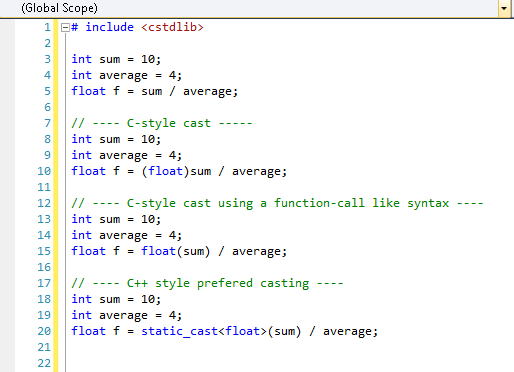 (Global Scope)
1 # include <cstdlib>
2
3 int sum = 10;
4 int average = 4;
5 float f = sum / average;
6
7 // ---- C-style cast -----
8 int sum = 10;
9 int average = 4;
10 float f = (float)sum / average;
11
12 // ---- C-style cast using a function-call like syntax ----
13 int sum = 10;
14 int average = 4;
15 float f = float(sum) / average;
16
17 // ---- C++ style prefered casting ----
18 int sum = 10;
19 int average = 4;
20 float f = static_cast<float>(sum) / average;
21
22